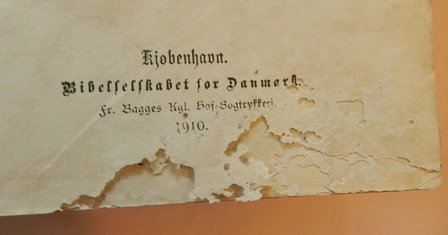 Kjøbenhavn.
Bibelselskabet for Danmark.
Fr. Bagges Kgl. Hof-Bogtrykkeri.
1910.